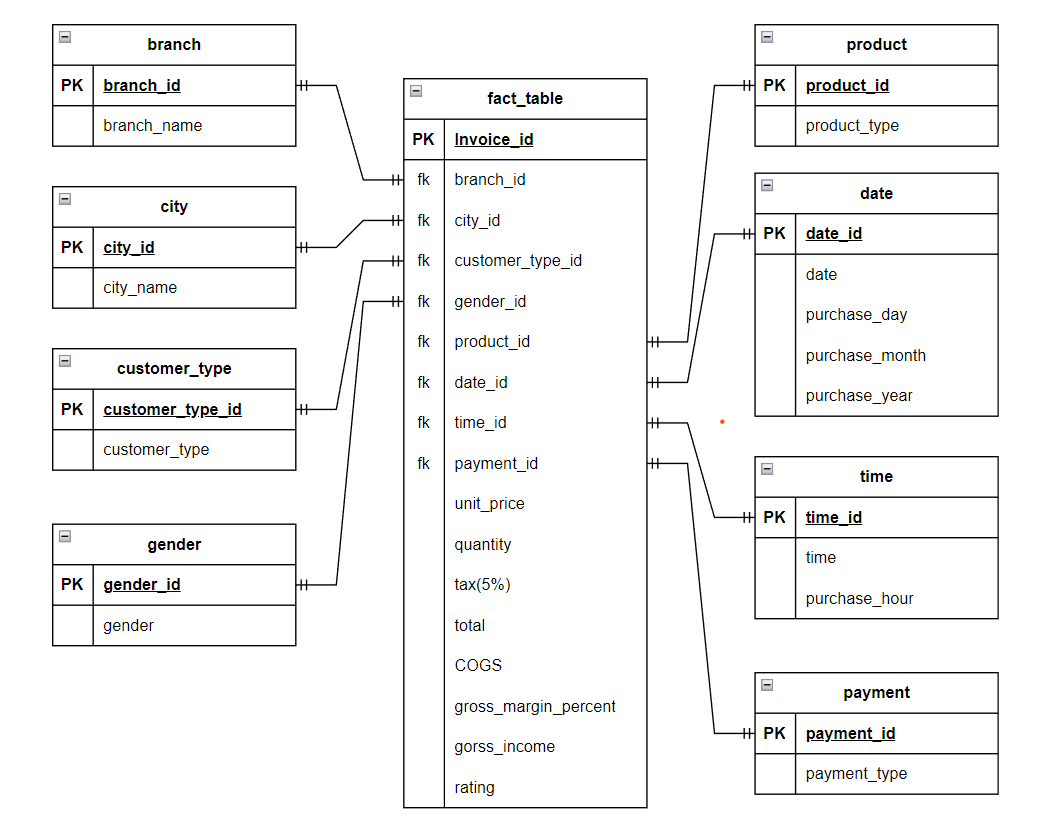 branch
PK branch_id
branch_name
city
PK city_id
city_name
customer_type
PK customer_type_id
customer_type
gender
PK gender_id
gender
fact_table
PK Invoice_id
fk branch_id
fk city_id
fk customer_type_id
fk gender_id
fk product_id
fk date_id
fk time_id
fk payment_id
unit_price
quantity
tax(5%)
total
COGS
gross_margin_percent
gorss_income
rating
product
PK product_id
product_type
date
PK date_id
date
purchase_day
purchase_month
purchase_year
time
PK time_id
time
purchase_hour
payment
PK payment_id
payment_type